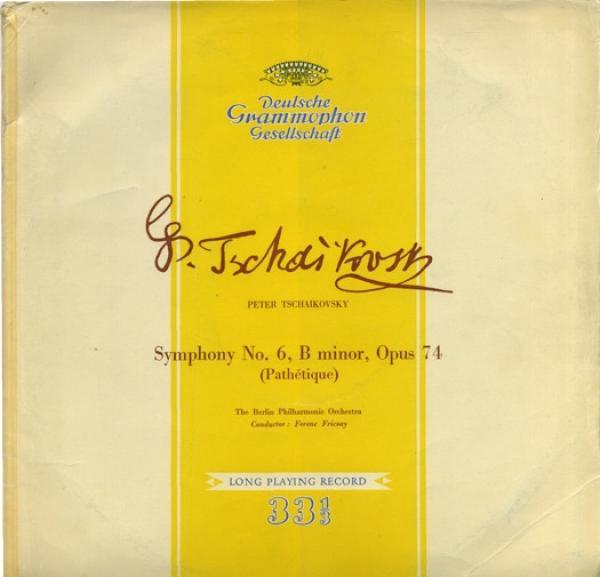 Deutsche
Grammophon
Gesellschaft
P. Tschaikovsky
PETER TSCHAIKOVSKY
Symphony No. 6, B minor, Opus 74
(Pathétique)
The Berlin Philharmonic Orchestra
Conductor: Ferenc Fricsay
LONG PLAYING RECORD
33⅓